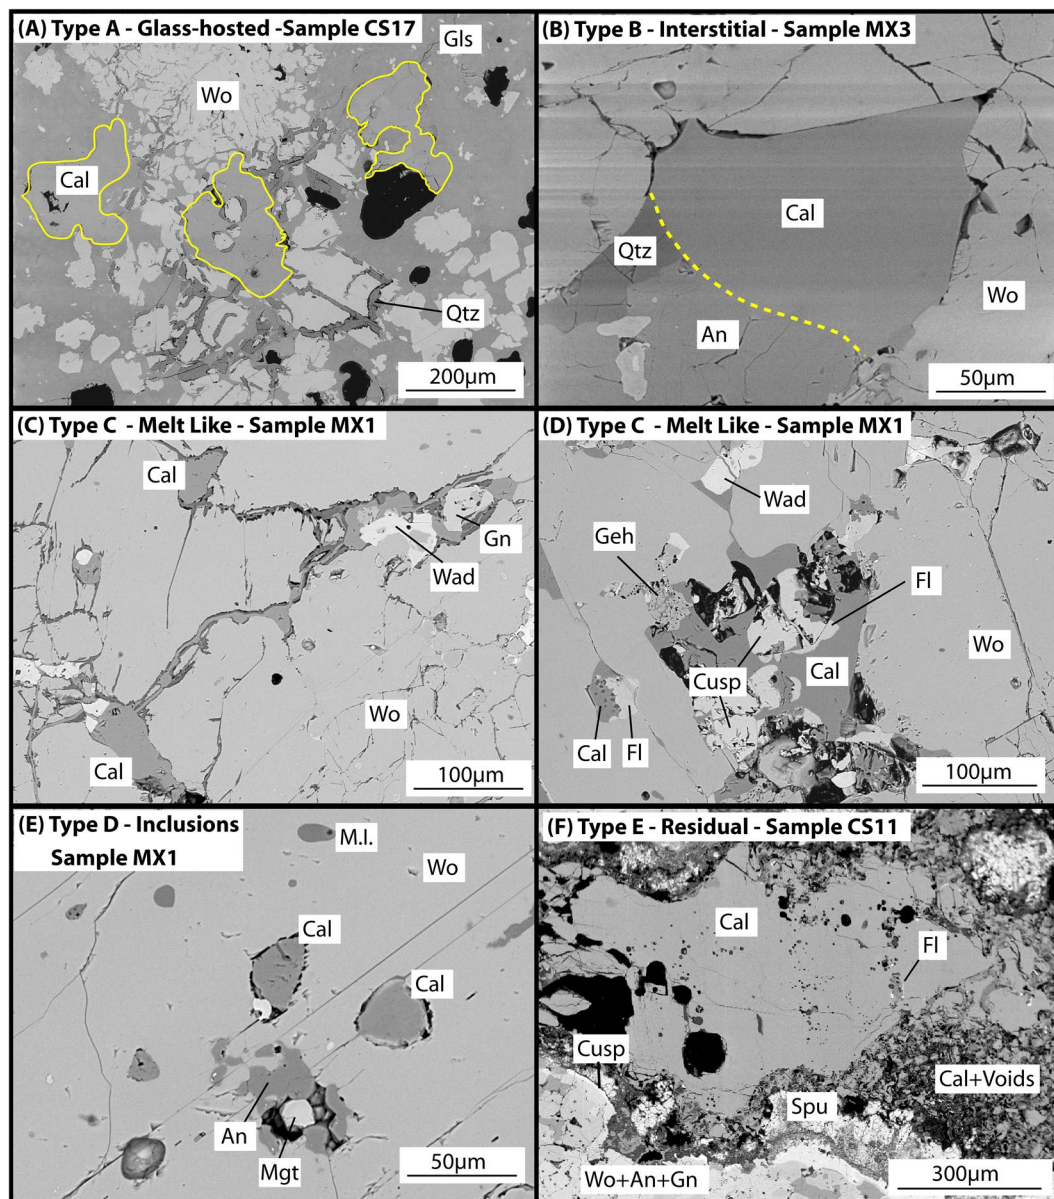 (A) Type A - Glass-hosted -Sample CS17
Gls
Wo
Cal
Qtz
200μm
(B) Type B - Interstitial - Sample MX3
Cal
Qtz
Wo
An
50μm
(C) Type C - Melt Like - Sample MX1
Cal
Gn
Wad
Wo
Cal
100μm
(D) Type C - Melt Like - Sample MX1
Wad
Geh
Fl
Wo
Cal
Cusp
Cal
Fl
100μm
(E) Type D - Inclusions
Sample MX1
M.I.
Wo
Cal
Cal
An
Mgt
50μm
(F) Type E - Residual - Sample CS11
Cal
Fl
Cusp
Cal+Voids
Spu
Wo+An+Gn
300μm